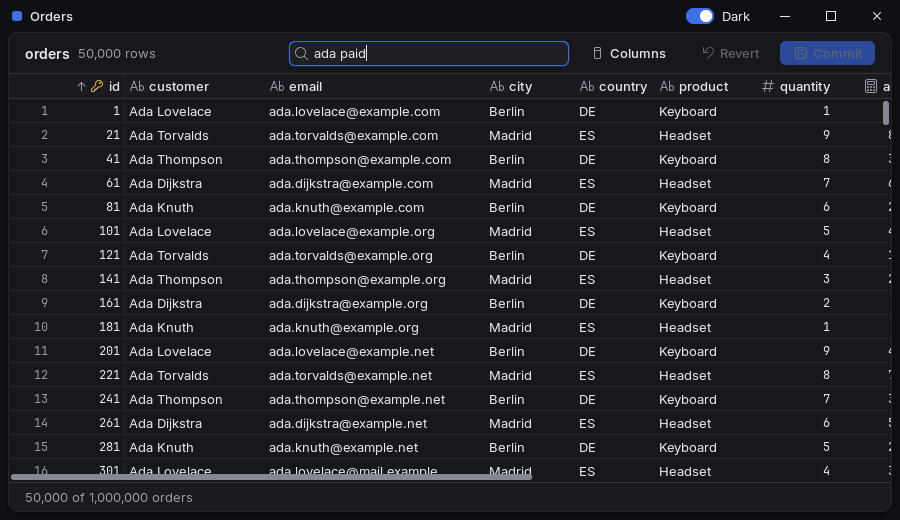 Orders Dark
orders 50,000 rows ada paid Columns Revert Commit
id Ab customer Ab email Ab city Ab country Ab product # quantity a
1 1 Ada Lovelace ada.lovelace@example.com Berlin DE Keyboard 1
2 21 Ada Torvalds ada.torvalds@example.com Madrid ES Headset 9
3 41 Ada Thompson ada.thompson@example.com Berlin DE Keyboard 8
4 61 Ada Dijkstra ada.dijkstra@example.com Madrid ES Headset 7
5 81 Ada Knuth ada.knuth@example.com Berlin DE Keyboard 6
6 101 Ada Lovelace ada.lovelace@example.org Madrid ES Headset 5
7 121 Ada Torvalds ada.torvalds@example.org Berlin DE Keyboard 4
8 141 Ada Thompson ada.thompson@example.org Madrid ES Headset 3
9 161 Ada Dijkstra ada.dijkstra@example.org Berlin DE Keyboard 2
10 181 Ada Knuth ada.knuth@example.org Madrid ES Headset 1
11 201 Ada Lovelace ada.lovelace@example.net Berlin DE Keyboard 9
12 221 Ada Torvalds ada.torvalds@example.net Madrid ES Headset 8
13 241 Ada Thompson ada.thompson@example.net Berlin DE Keyboard 7
14 261 Ada Dijkstra ada.dijkstra@example.net Madrid ES Headset 6
15 281 Ada Knuth ada.knuth@example.net Berlin DE Keyboard 5
16 301 Ada Lovelace ada.lovelace@mail.example Madrid ES Headset 4
50,000 of 1,000,000 orders